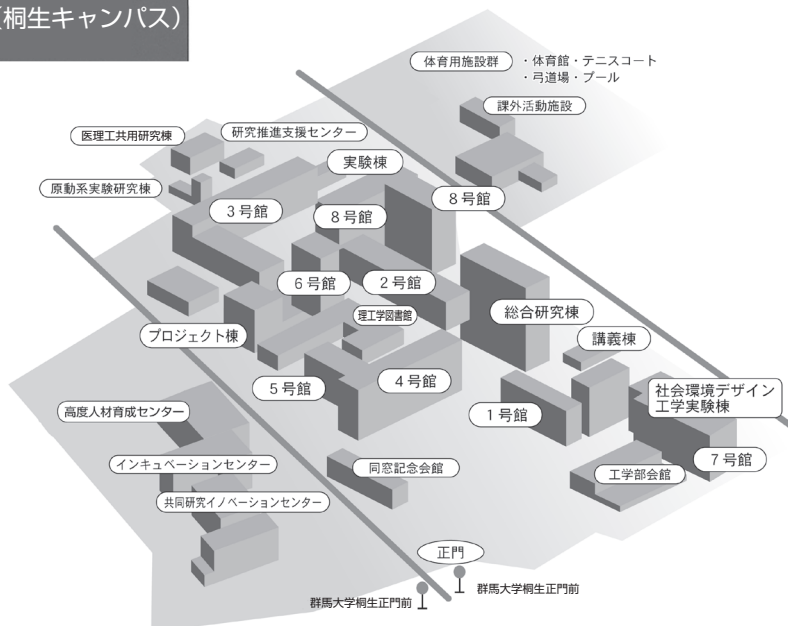 （桐生キャンパス）
体育用施設群
・体育館・テニスコート
・弓道場・プール
課外活動施設
医理工共用研究棟
研究推進支援センター
実験棟
原動系実験研究棟
3号館
8号館
8号館
6号館
2号館
理工学図書館
総合研究棟
プロジェクト棟
講義棟
5号館
4号館
1号館
社会環境デザイン
工学実験棟
高度人材育成センター
インキュベーションセンター
共同研究イノベーションセンター
同窓記念会館
7号館
工学部会館
正門
群馬大学桐生正門前
群馬大学桐生正門前